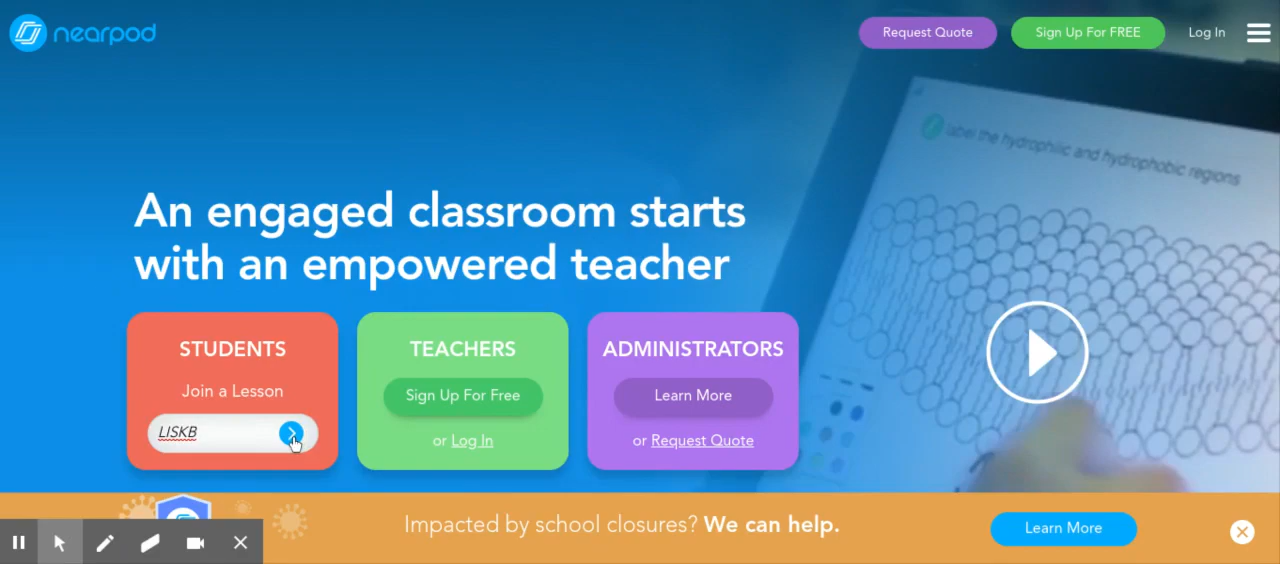 nearpod
Request Quote
Sign Up For FREE
Log In
label the hydrophilic and hydrophobic regions
An engaged classroom starts
with an empowered teacher
STUDENTS
Join a Lesson
LISKB
TEACHERS
Sign Up For Free
or Log In
ADMINISTRATORS
Learn More
or Request Quote
Impacted by school closures? We can help.
Learn More